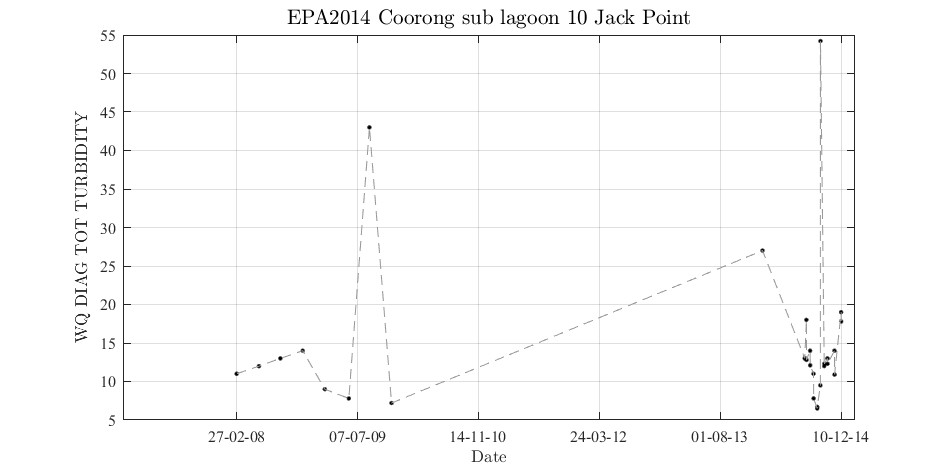 EPA2014 Coorong sub lagoon 10 Jack Point
WQ DIAG TOT TURBIDITY
55
50
45
40
35
30
25
20
15
10
5
27-02-08 07-07-09 14-11-10 24-03-12 01-08-13 10-12-14
Date